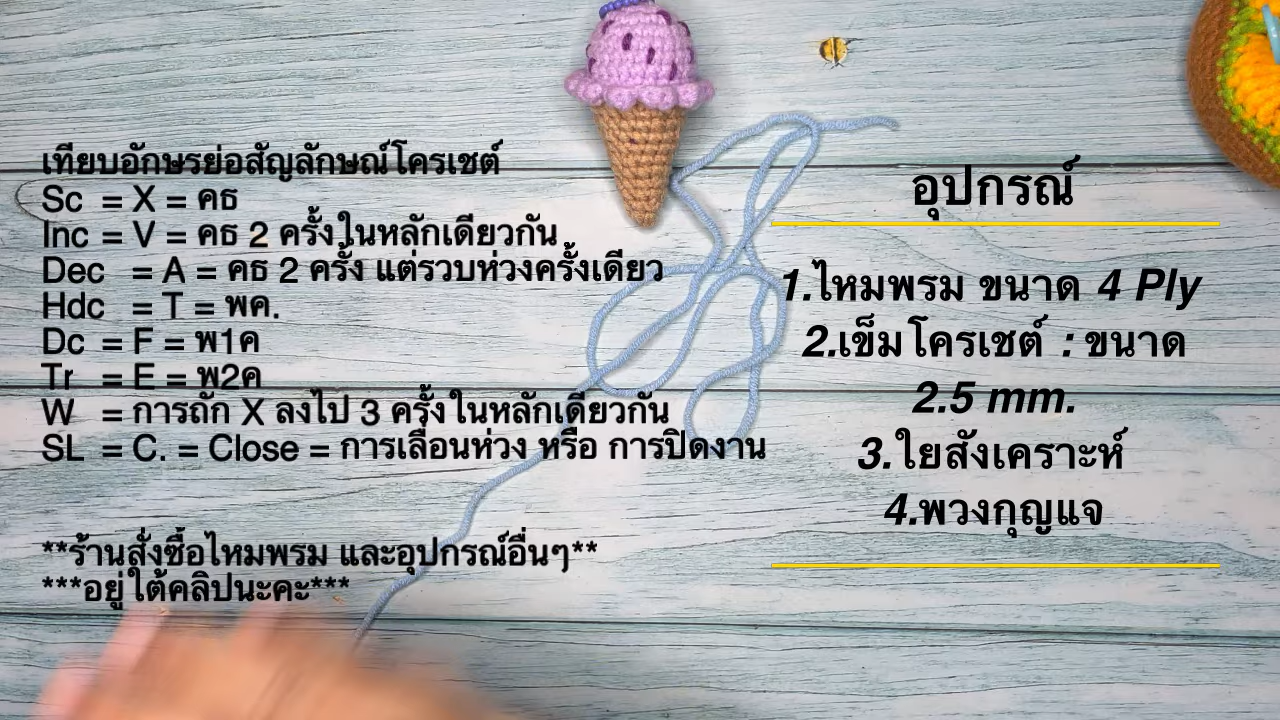 เทียบอักษรย่อสัญลักษณ์โครเชต์
Sc = X = คธ
Inc = V = คธ 2 ครั้งในหลักเดียวกัน
Dec = A = คธ 2 ครั้ง แต่รวบห่วงครั้งเดียว
Hdc = T = พค.
Dc = F = พ1ค
Tr = E = พ2ค
W = การถัก X ลงไป 3 ครั้งในหลักเดียวกัน
SL = C. = Close = การเลื่อนห่วง หรือ การปิดงาน
**ร้านสั่งซื้อไหมพรม และอุปกรณ์อื่นๆ**
***อยู่ใต้คลิปนะคะ***
อุปกรณ์
1.ไหมพรม ขนาด 4 Ply
2.เข็มโครเชต์ : ขนาด
2.5 mm.
3.ใยสังเคราะห์
4.พวงกุญแจ